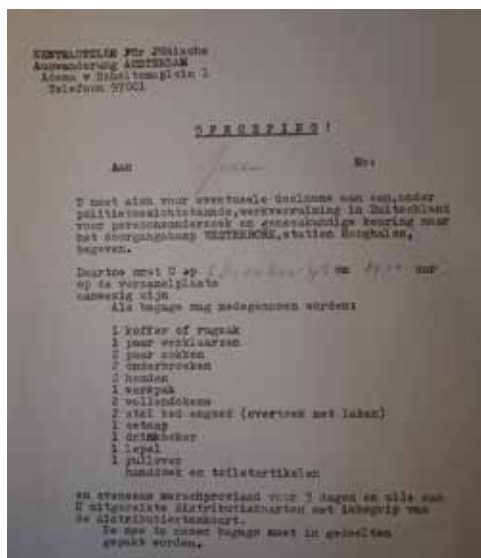 ZENTRALSTELLE für Jüdische
Auswanderung AMSTERDAM
Adama v Scheltemaplein 1
Telefoon 97001
OPROEPING !
Aan No:
U moet zich voor eventueele deelname aan een, onder
politietoezichtstaande, werkverruiming in Duitschland
voor persoonsonderzoek en geneeskundige keuring naar
het doorgangskamp WESTERBORK, station Hooghalen,
begeven.
Daartoe moet U op om uur
op de verzamelplaats
aanwezig zijn
Als bagage mag medegenomen worden:
1 koffer of rugzak
1 paar werklaarzen
2 paar sokken
2 onderbroeken
2 hemden
1 werkpak
2 wollendekens
2 stel bed engoed (overtrek met laken)
1 eetnap
1 drinkbeker
1 lepel
1 pullover
handdoek en toiletartikelen
en eveneens marschproviand voor 3 dagen en alle aan
U uitgereikte distributiekaarten met inbegrip van
de distributiestamkaart.
De mee te nemen bagage moet in gedeelten
gepakt worden.